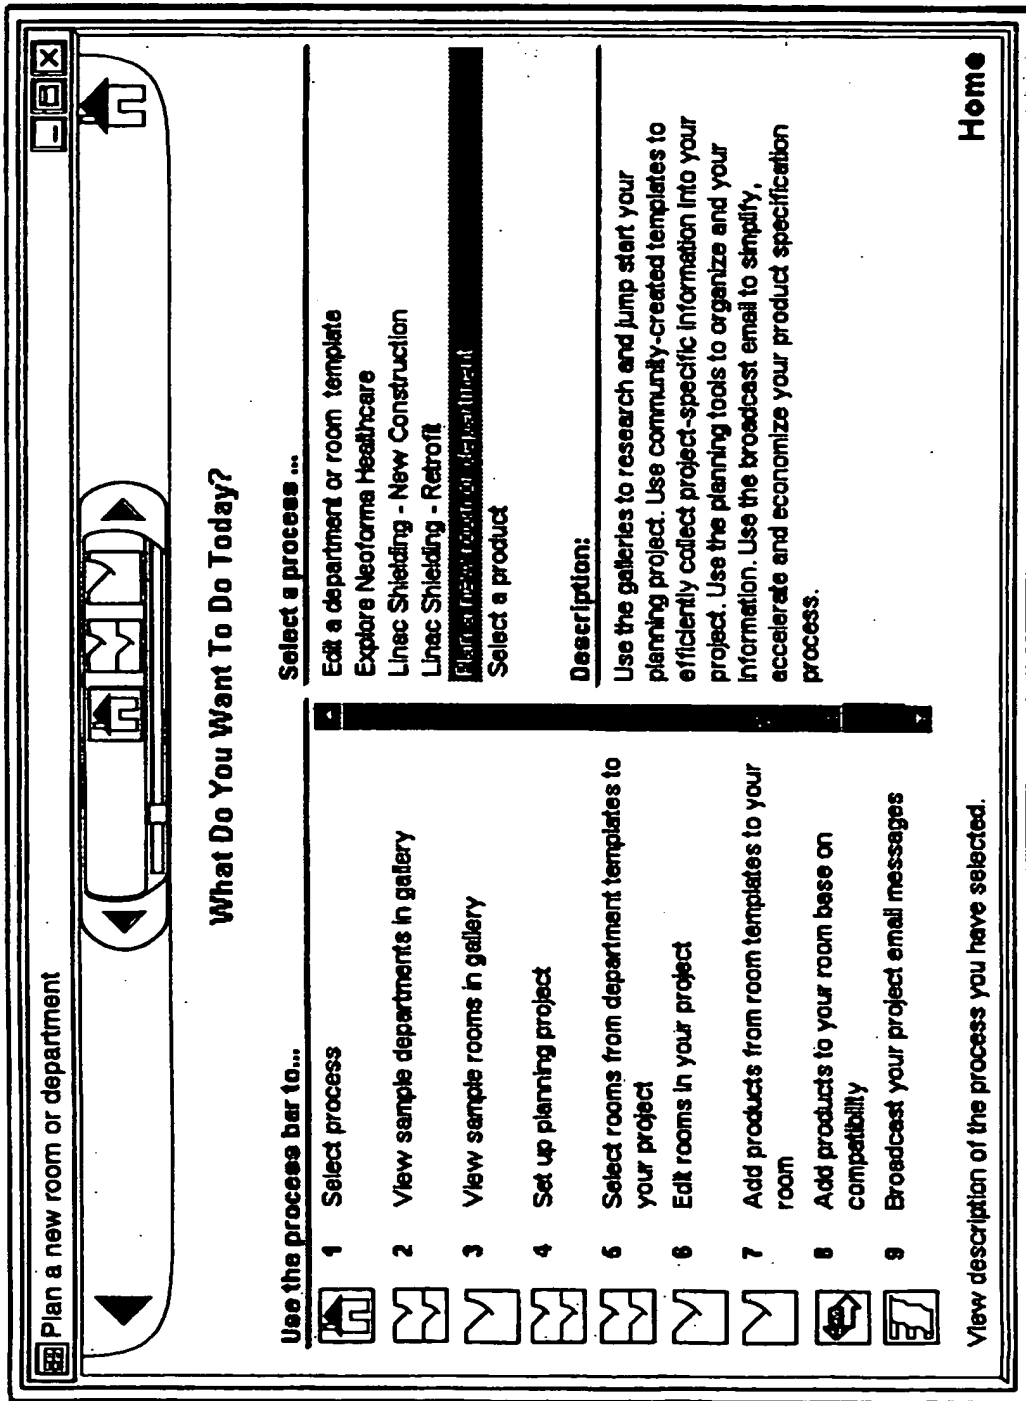 Plan a new room or department
What Do You Want To Do Today?
Use the process bar to...
1 Select process
2 View sample departments in gallery
3 View sample rooms in gallery
4 Set up planning project
5 Select rooms from department templates to
your project
6 Edit rooms in your project
7 Add products from room templates to your
room
8 Add products to your room base on
compatibility
9 Broadcast your project email messages
Select a process ...
Edit a department or room template
Explore Neoforma Healthcare
Linac Shielding - New Construction
Linac Shielding - Retrofit
Plan a new room or department
Select a product
Description:
Use the galleries to research and jump start your
planning project. Use community-created templates to
efficiently collect project-specific information into your
project. Use the planning tools to organize and your
information. Use the broadcast email to simplify,
accelerate and economize your product specification
process.
View description of the process you have selected.
Home